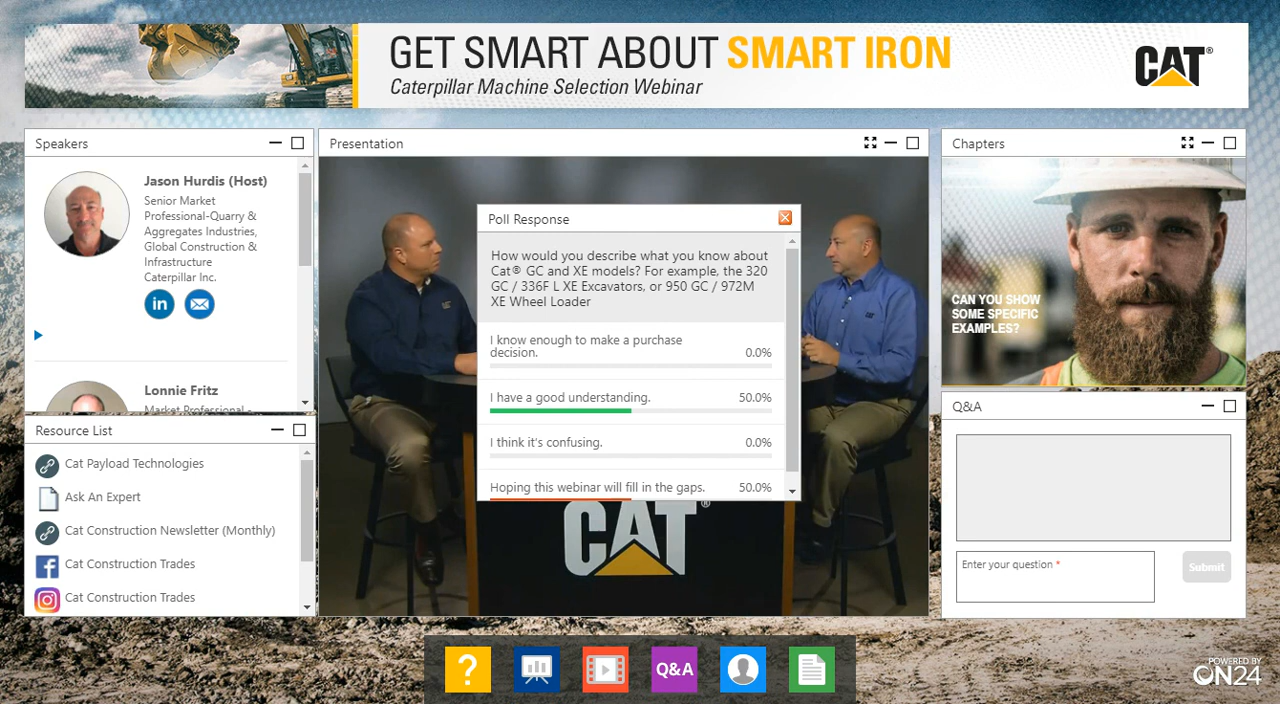 GET SMART ABOUT SMART IRON
Caterpillar Machine Selection Webinar
CAT®
Speakers
Jason Hurdis (Host)
Senior Market
Professional-Quarry &
Aggregates Industries,
Global Construction &
Infrastructure
Caterpillar Inc.
in
Lonnie Fritz
Market Professional -
Resource List
Cat Payload Technologies
Ask An Expert
Cat Construction Newsletter (Monthly)
Cat Construction Trades
Cat Construction Trades
Presentation
Poll Response
How would you describe what you know about
Cat® GC and XE models? For example, the 320
GC / 336F L XE Excavators, or 950 GC / 972M
XE Wheel Loader
I know enough to make a purchase
decision. 0.0%
I have a good understanding. 50.0%
I think it's confusing. 0.0%
Hoping this webinar will fill in the gaps. 50.0%
CAT
CAT®
Chapters
CAN YOU SHOW
SOME SPECIFIC
EXAMPLES?
Q&A
Enter your question *
Submit
?
Q&A
POWERED BY
ON24